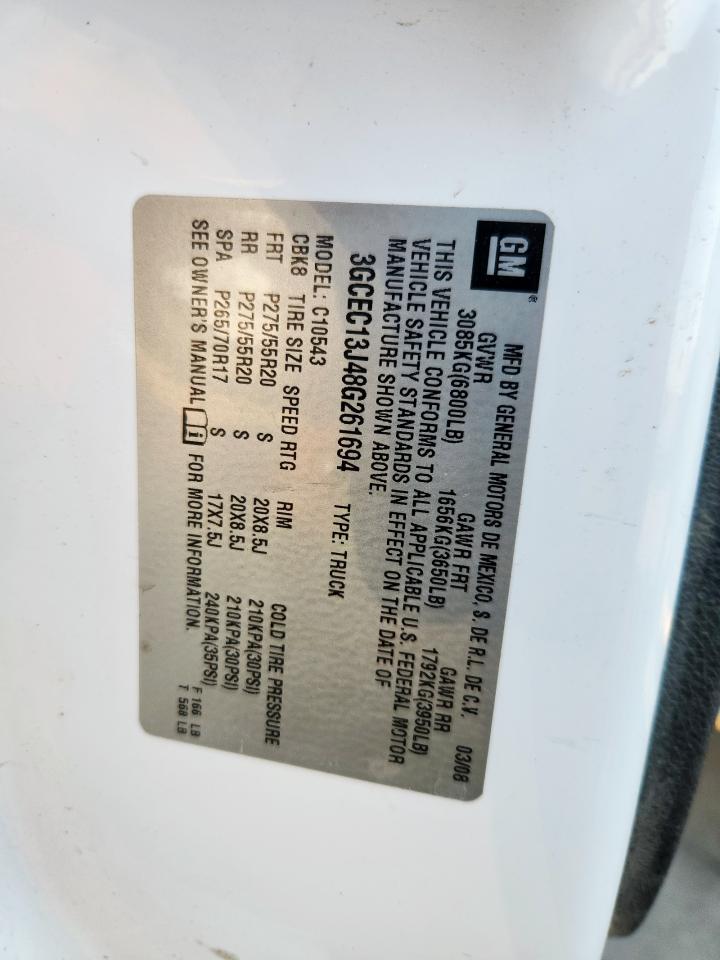 GM®
MFD BY GENERAL MOTORS DE MEXICO, S. DE R.L. DE C.V. 03/08
GVWR GAWR FRT GAWR RR
3085KG(6800LB) 1656KG(3650LB) 1792KG(3950LB)
THIS VEHICLE CONFORMS TO ALL APPLICABLE U.S. FEDERAL MOTOR
VEHICLE SAFETY STANDARDS IN EFFECT ON THE DATE OF
MANUFACTURE SHOWN ABOVE.
3GCEC13J48G261694 TYPE: TRUCK
MODEL: C10543
CBK8 TIRE SIZE SPEED RTG RIM COLD TIRE PRESSURE
FRT P275/55R20 S 20X8.5J 210KPA(30PSI)
RR P275/55R20 S 20X8.5J 210KPA(30PSI)
SPA P265/70R17 S 17X7.5J 240KPA(35PSI)
SEE OWNER'S MANUAL i FOR MORE INFORMATION.
F 166 LB
T 568 LB